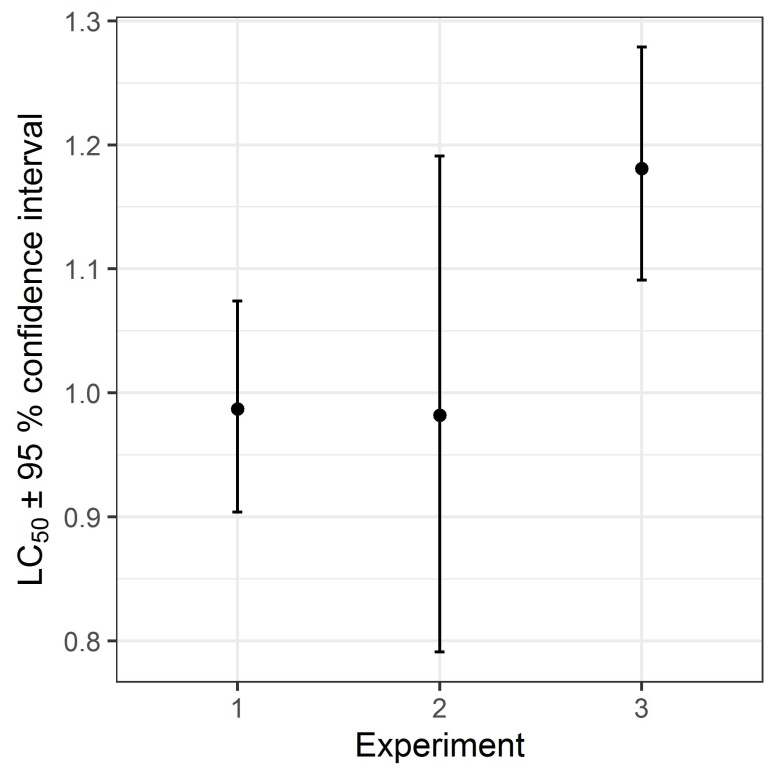 LC₅₀ ± 95 % confidence interval
1.3
1.2
1.1
1.0
0.9
0.8
1 2 3
Experiment